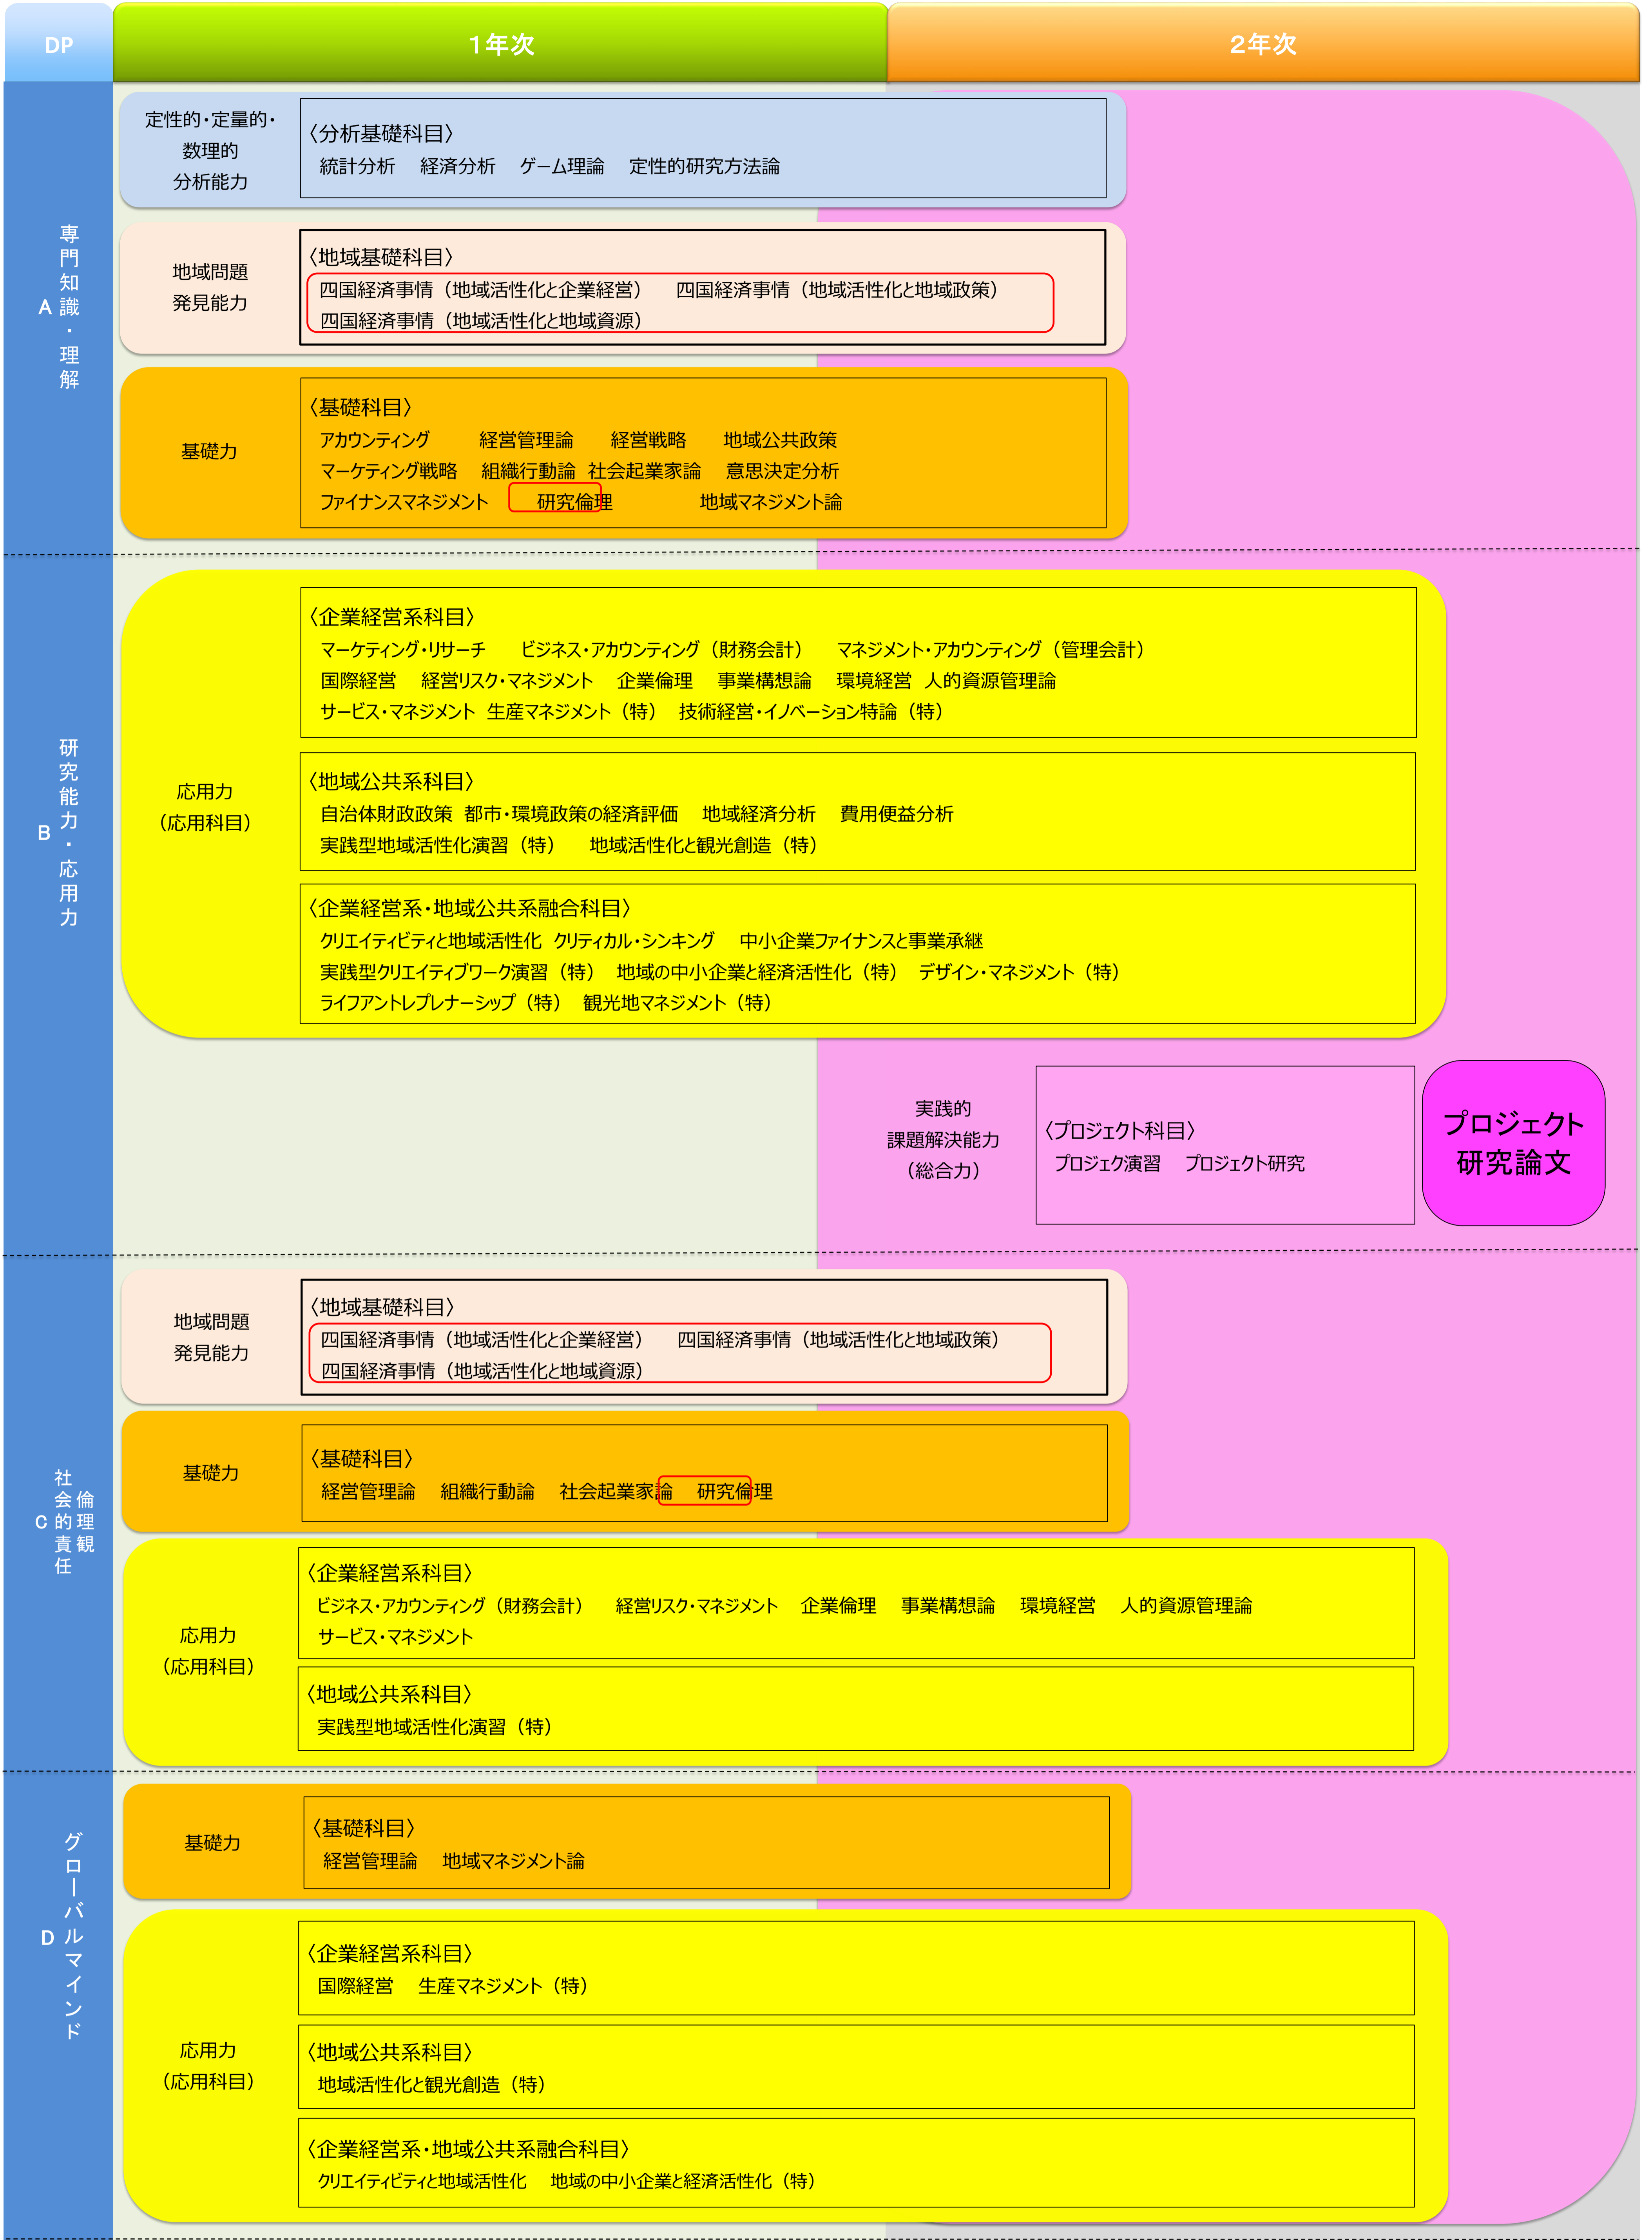 DP
1年次
2年次
A
専門知識・理解
定性的・定量的・
数理的
分析能力
〈分析基礎科目〉
統計分析 経済分析 ゲーム理論 定性的研究方法論
地域問題
発見能力
〈地域基礎科目〉
四国経済事情（地域活性化と企業経営） 四国経済事情（地域活性化と地域政策）
四国経済事情（地域活性化と地域資源）
基礎力
〈基礎科目〉
アカウンティング 経営管理論 経営戦略 地域公共政策
マーケティング戦略 組織行動論 社会起業家論 意思決定分析
ファイナンスマネジメント 研究倫理 地域マネジメント論
B
研究能力・応用力
応用力
（応用科目）
〈企業経営系科目〉
マーケティング・リサーチ ビジネス・アカウンティング（財務会計） マネジメント・アカウンティング（管理会計）
国際経営 経営リスク・マネジメント 企業倫理 事業構想論 環境経営 人的資源管理論
サービス・マネジメント 生産マネジメント（特） 技術経営・イノベーション特論（特）
〈地域公共系科目〉
自治体財政政策 都市・環境政策の経済評価 地域経済分析 費用便益分析
実践型地域活性化演習（特） 地域活性化と観光創造（特）
〈企業経営系・地域公共系融合科目〉
クリエイティビティと地域活性化 クリティカル・シンキング 中小企業ファイナンスと事業承継
実践型クリエイティブワーク演習（特） 地域の中小企業と経済活性化（特） デザイン・マネジメント（特）
ライフアントレプレナーシップ（特） 観光地マネジメント（特）
実践的
課題解決能力
（総合力）
〈プロジェクト科目〉
プロジェク演習 プロジェクト研究
プロジェクト
研究論文
C
社会的責任
倫理観
地域問題
発見能力
〈地域基礎科目〉
四国経済事情（地域活性化と企業経営） 四国経済事情（地域活性化と地域政策）
四国経済事情（地域活性化と地域資源）
基礎力
〈基礎科目〉
経営管理論 組織行動論 社会起業家論 研究倫理
応用力
（応用科目）
〈企業経営系科目〉
ビジネス・アカウンティング（財務会計） 経営リスク・マネジメント 企業倫理 事業構想論 環境経営 人的資源管理論
サービス・マネジメント
〈地域公共系科目〉
実践型地域活性化演習（特）
D
グローバルマインド
基礎力
〈基礎科目〉
経営管理論 地域マネジメント論
応用力
（応用科目）
〈企業経営系科目〉
国際経営 生産マネジメント（特）
〈地域公共系科目〉
地域活性化と観光創造（特）
〈企業経営系・地域公共系融合科目〉
クリエイティビティと地域活性化 地域の中小企業と経済活性化（特）